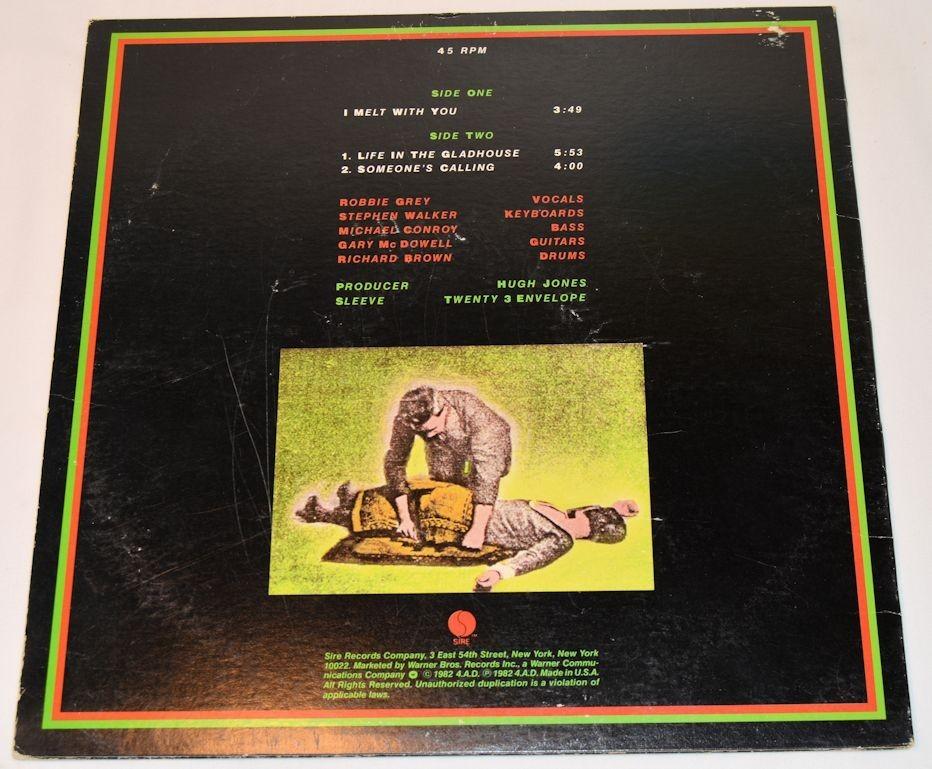 45 RPM
SIDE ONE
I MELT WITH YOU 3:49
SIDE TWO
1. LIFE IN THE GLADHOUSE 5:53
2. SOMEONE'S CALLING 4:00
ROBBIE GREY VOCALS
STEPHEN WALKER KEYBOARDS
MICHAEL CONROY BASS
GARY Mc DOWELL GUITARS
RICHARD BROWN DRUMS
PRODUCER HUGH JONES
SLEEVE TWENTY 3 ENVELOPE
SIRE ™
Sire Records Company, 3 East 54th Street, New York, New York
10022. Marketed by Warner Bros. Records Inc., a Warner Commu-
nications Company © 1982 4.A.D. ℗ 1982 4.A.D. Made in U.S.A.
All Rights Reserved. Unauthorized duplication is a violation of
applicable laws.